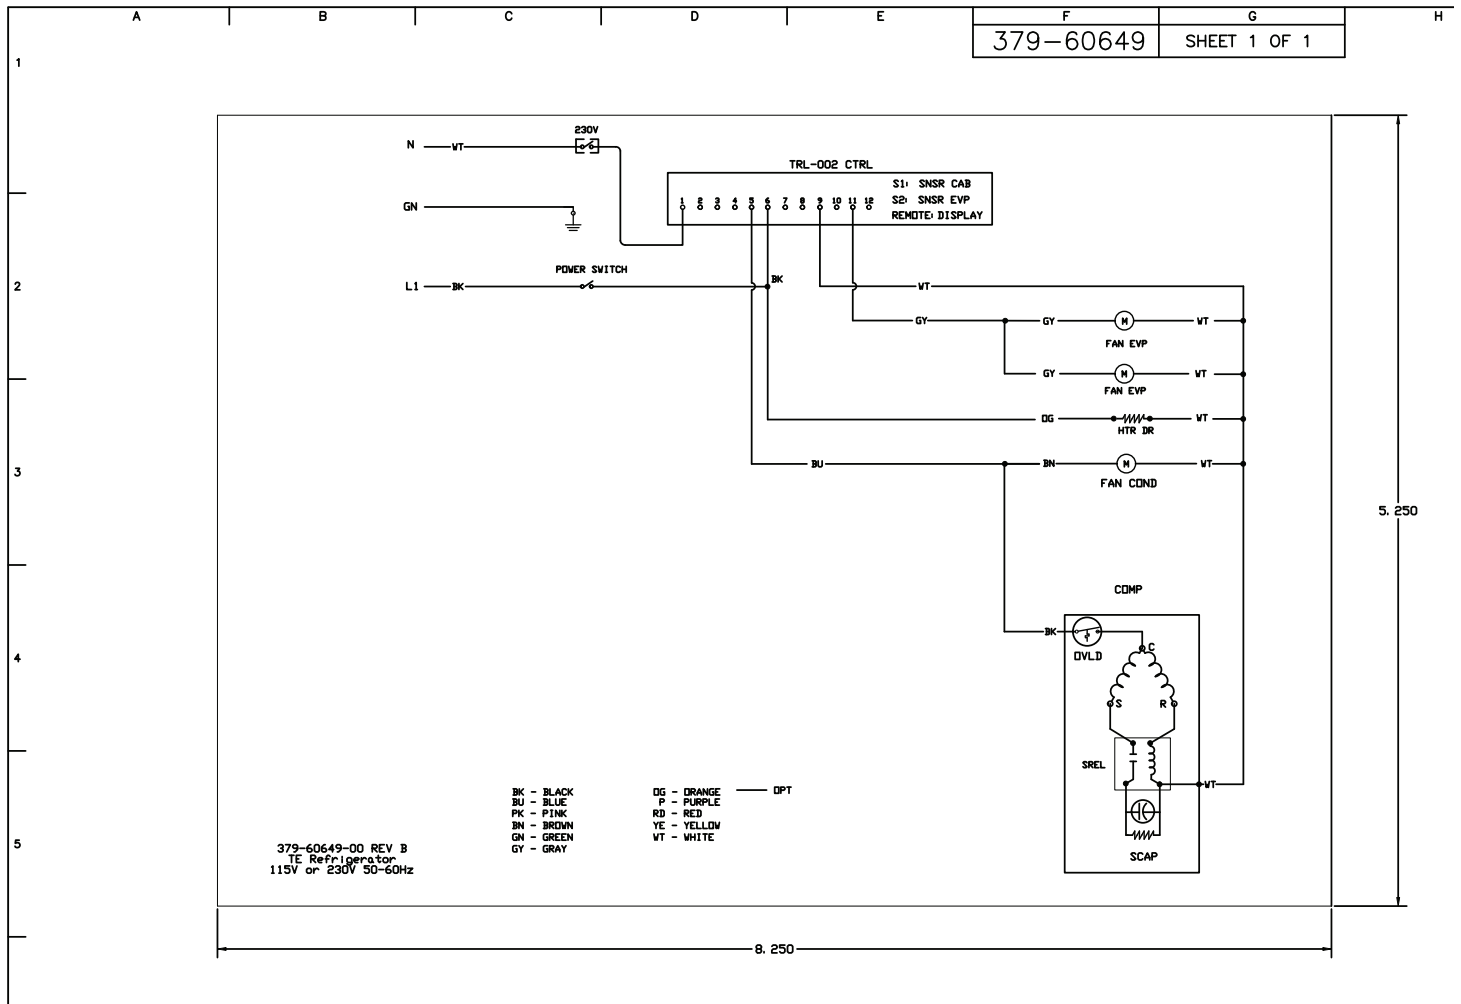 A B C D E F G H
379-60649 SHEET 1 OF 1
1
230V
N WT
TRL-002 CTRL
S1: SNSR CAB
1 2 3 4 5 6 7 8 9 10 11 12 S2: SNSR EVP
GN
REMOTE: DISPLAY
POWER SWITCH
BK
2 L1 BK WT
GY GY M WT
FAN EVP
GY M WT
FAN EVP
OG WT
HTR DR
3 BU BN M WT
FAN COND
5.250
COMP
BK
C
4 OVLD
S R
SREL
WT
BK - BLACK OG - ORANGE OPT
BU - BLUE P - PURPLE
PK - PINK RD - RED
BN - BROWN YE - YELLOW
GN - GREEN WT - WHITE
GY - GRAY
5 379-60649-00 REV B
TE Refrigerator
115V or 230V 50-60Hz
SCAP
8.250